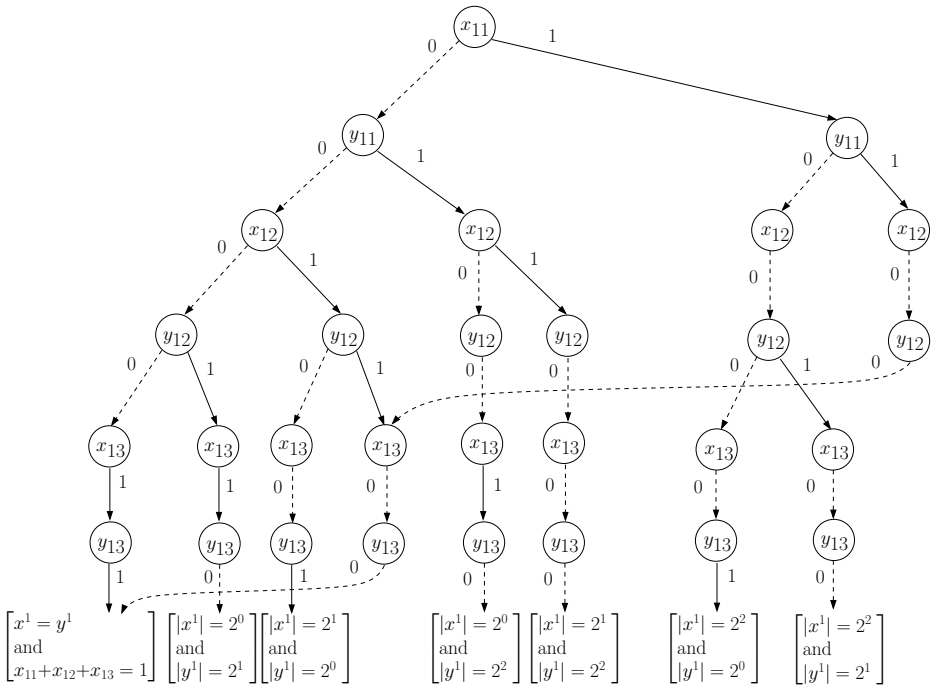 x₁₁
0 1
y₁₁ y₁₁
0 1 0 1
x₁₂ x₁₂ x₁₂ x₁₂
0 1 0 1 0 0
y₁₂ y₁₂ y₁₂ y₁₂ y₁₂ y₁₂
0 1 0 1 0 0 0 1 0
x₁₃ x₁₃ x₁₃ x₁₃ x₁₃ x₁₃ x₁₃ x₁₃
1 1 0 0 1 0 0 0
y₁₃ y₁₃ y₁₃ y₁₃ y₁₃ y₁₃ y₁₃ y₁₃
1 0 1 0 0 0 1 0
x¹ = y¹
and
x₁₁+x₁₂+x₁₃ = 1
|x¹| = 2⁰
and
|y¹| = 2¹
|x¹| = 2¹
and
|y¹| = 2⁰
|x¹| = 2⁰
and
|y¹| = 2²
|x¹| = 2¹
and
|y¹| = 2²
|x¹| = 2²
and
|y¹| = 2⁰
|x¹| = 2²
and
|y¹| = 2¹